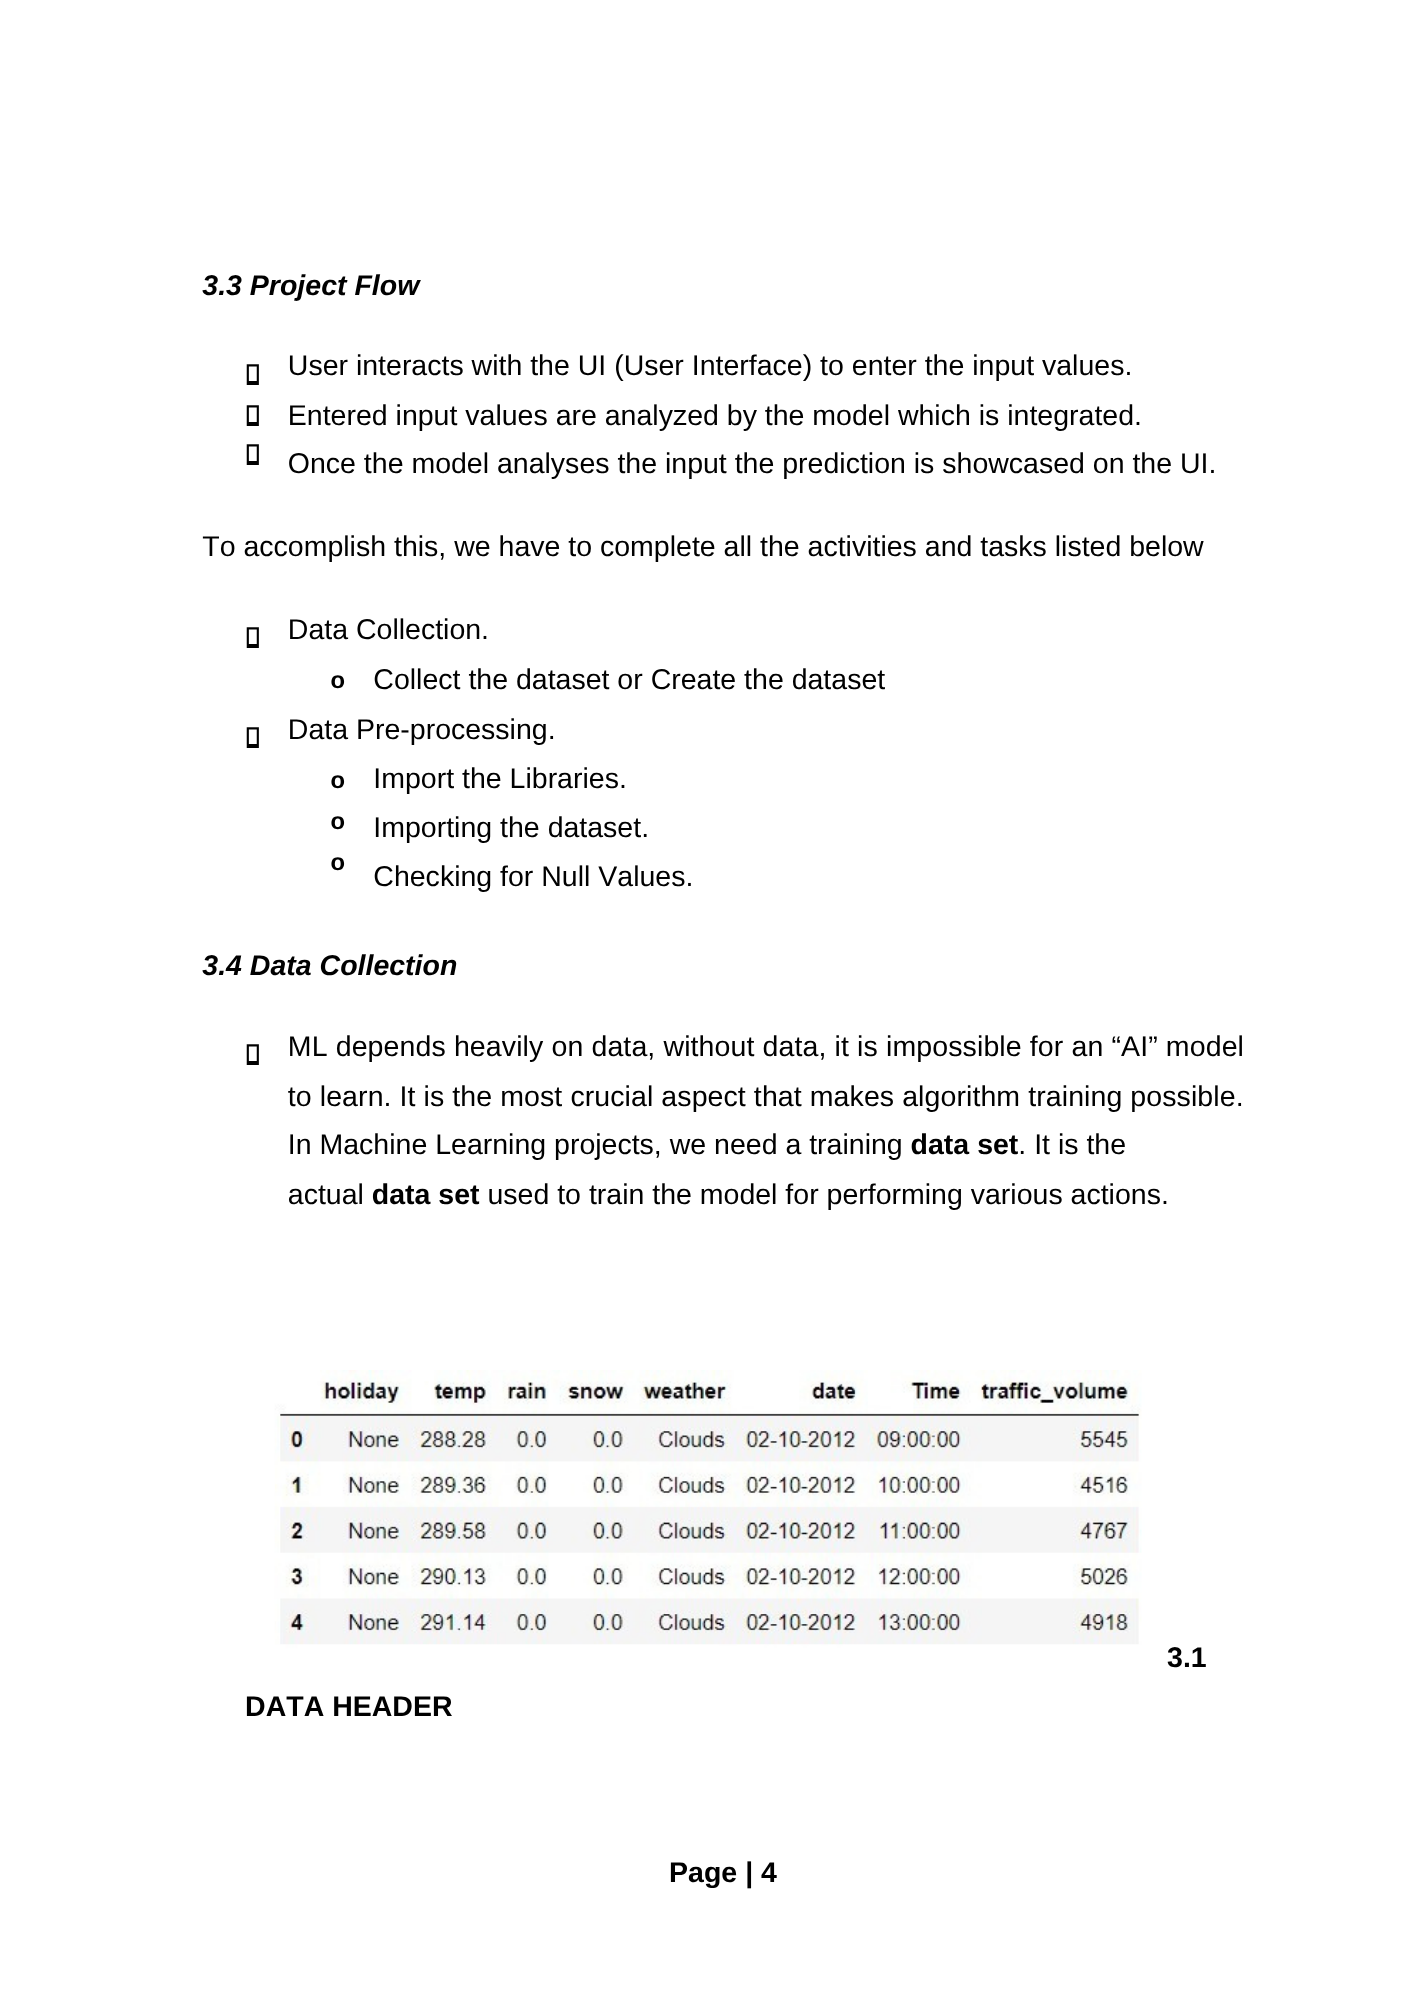 3.3 Project Flow
User interacts with the UI (User Interface) to enter the input values.
Entered input values are analyzed by the model which is integrated.
Once the model analyses the input the prediction is showcased on the UI.
To accomplish this, we have to complete all the activities and tasks listed below
Data Collection.
o Collect the dataset or Create the dataset
Data Pre-processing.
o Import the Libraries.
o Importing the dataset.
o Checking for Null Values.
3.4 Data Collection
ML depends heavily on data, without data, it is impossible for an “AI” model
to learn. It is the most crucial aspect that makes algorithm training possible.
In Machine Learning projects, we need a training data set. It is the
actual data set used to train the model for performing various actions.
holiday temp rain snow weather date Time traffic_volume
0 None 288.28 0.0 0.0 Clouds 02-10-2012 09:00:00 5545
1 None 289.36 0.0 0.0 Clouds 02-10-2012 10:00:00 4516
2 None 289.58 0.0 0.0 Clouds 02-10-2012 11:00:00 4767
3 None 290.13 0.0 0.0 Clouds 02-10-2012 12:00:00 5026
4 None 291.14 0.0 0.0 Clouds 02-10-2012 13:00:00 4918
3.1
DATA HEADER
Page | 4